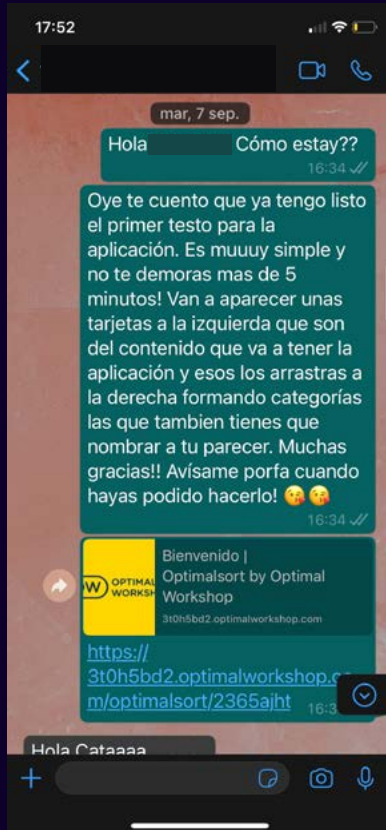 17:52
mar, 7 sep.
Hola Cómo estay??
16:34
Oye te cuento que ya tengo listo
el primer testo para la
aplicación. Es muuuy simple y
no te demoras mas de 5
minutos! Van a aparecer unas
tarjetas a la izquierda que son
del contenido que va a tener la
aplicación y esos los arrastras a
la derecha formando categorías
las que tambien tienes que
nombrar a tu parecer. Muchas
gracias!! Avísame porfa cuando
hayas podido hacerlo! 😘😘
16:34
Bienvenido |
Optimalsort by Optimal
Workshop
3t0h5bd2.optimalworkshop.com
OW OPTIMAL
WORKSH
https://
3t0h5bd2.optimalworkshop.co
m/optimalsort/2365ajht 16:3
Hola Cataaaa